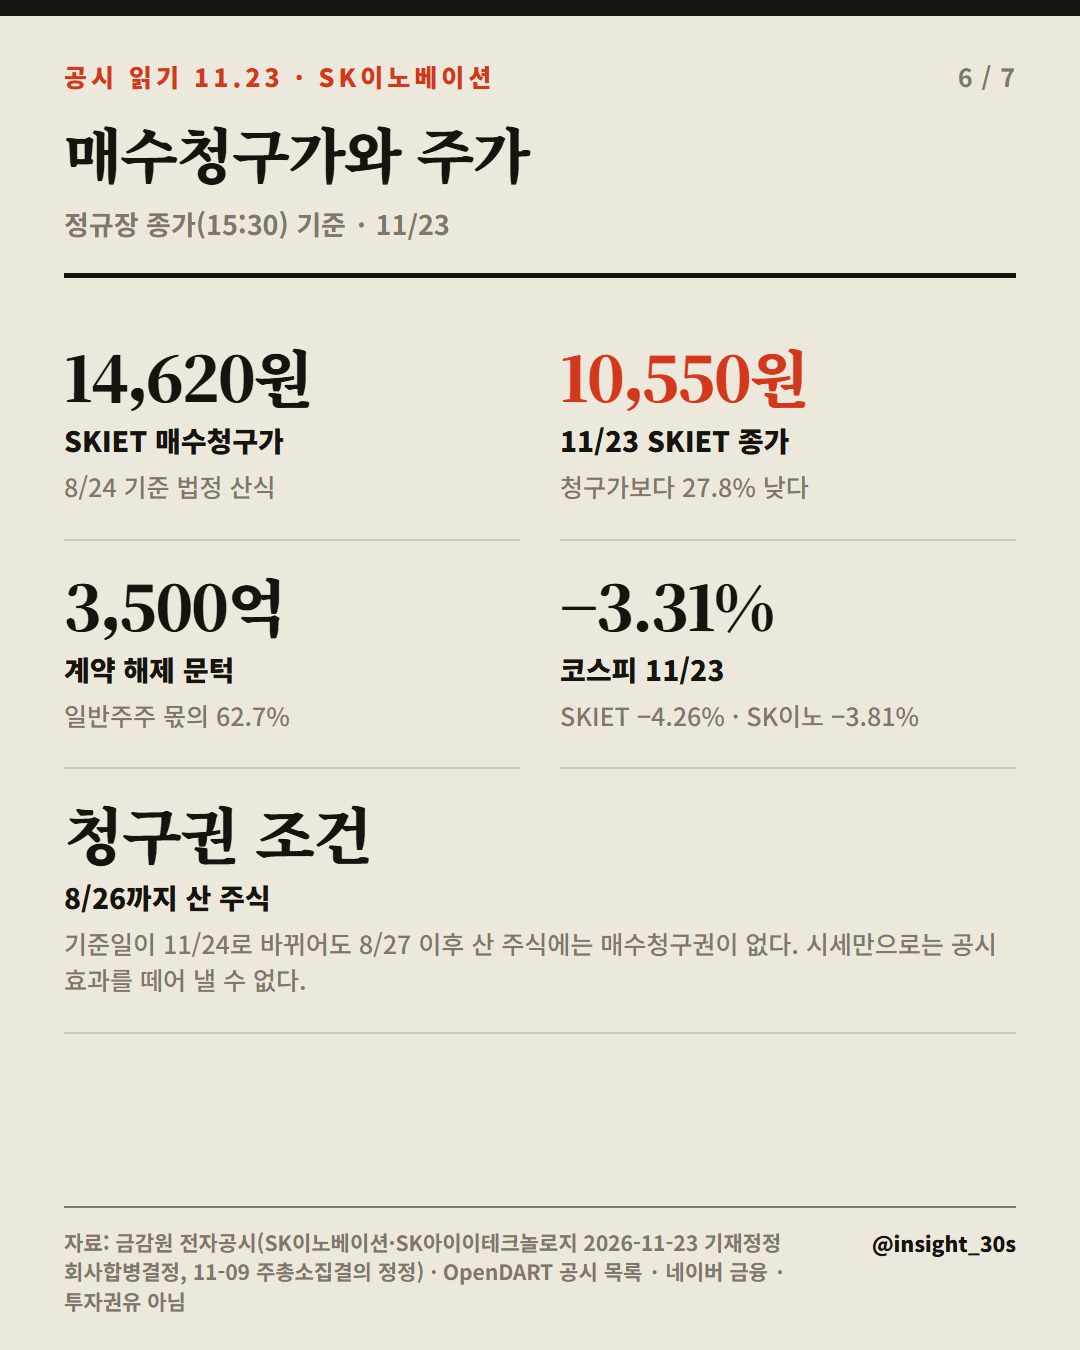 공시 읽기 11.23 · SK이노베이션
6 / 7
매수청구가와 주가
정규장 종가(15:30) 기준 · 11/23
14,620원
SKIET 매수청구가
8/24 기준 법정 산식
10,550원
11/23 SKIET 종가
청구가보다 27.8% 낮다
3,500억
계약 해제 문턱
일반주주 몫의 62.7%
−3.31%
코스피 11/23
SKIET −4.26% · SK이노 −3.81%
청구권 조건
8/26까지 산 주식
기준일이 11/24로 바뀌어도 8/27 이후 산 주식에는 매수청구권이 없다. 시세만으로는 공시
효과를 떼어 낼 수 없다.
자료: 금감원 전자공시(SK이노베이션·SK아이이테크놀로지 2026-11-23 기재정정
회사합병결정, 11-09 주총소집결의 정정) · OpenDART 공시 목록 · 네이버 금융 ·
투자권유 아님
@insight_30s